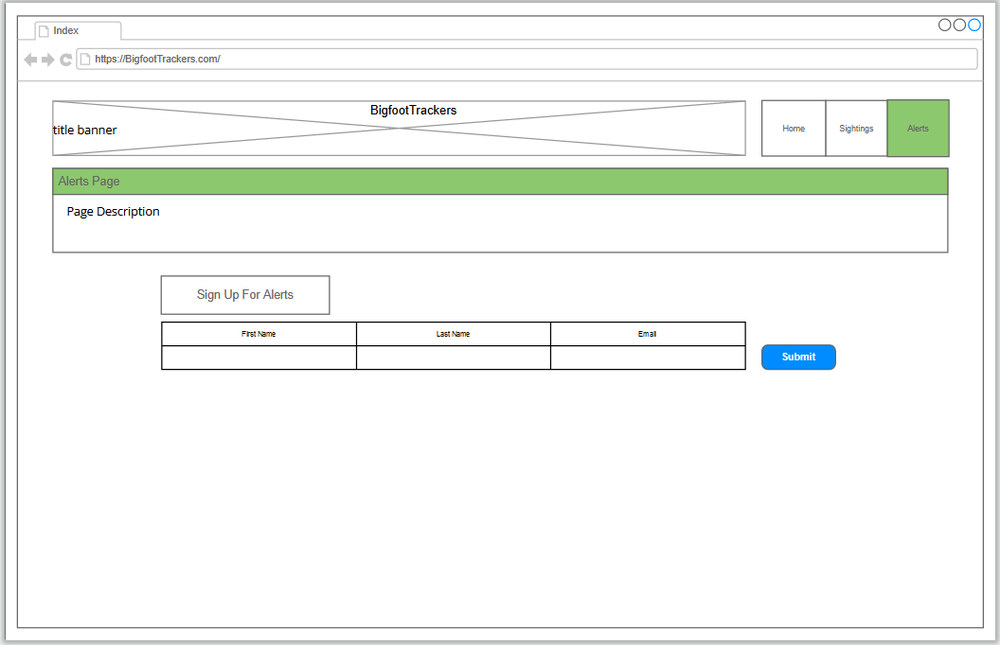 Index
https://BigfootTrackers.com/
BigfootTrackers
title banner
Home Sightings Alerts
Alerts Page
Page Description
Sign Up For Alerts
First Name Last Name Email
Submit